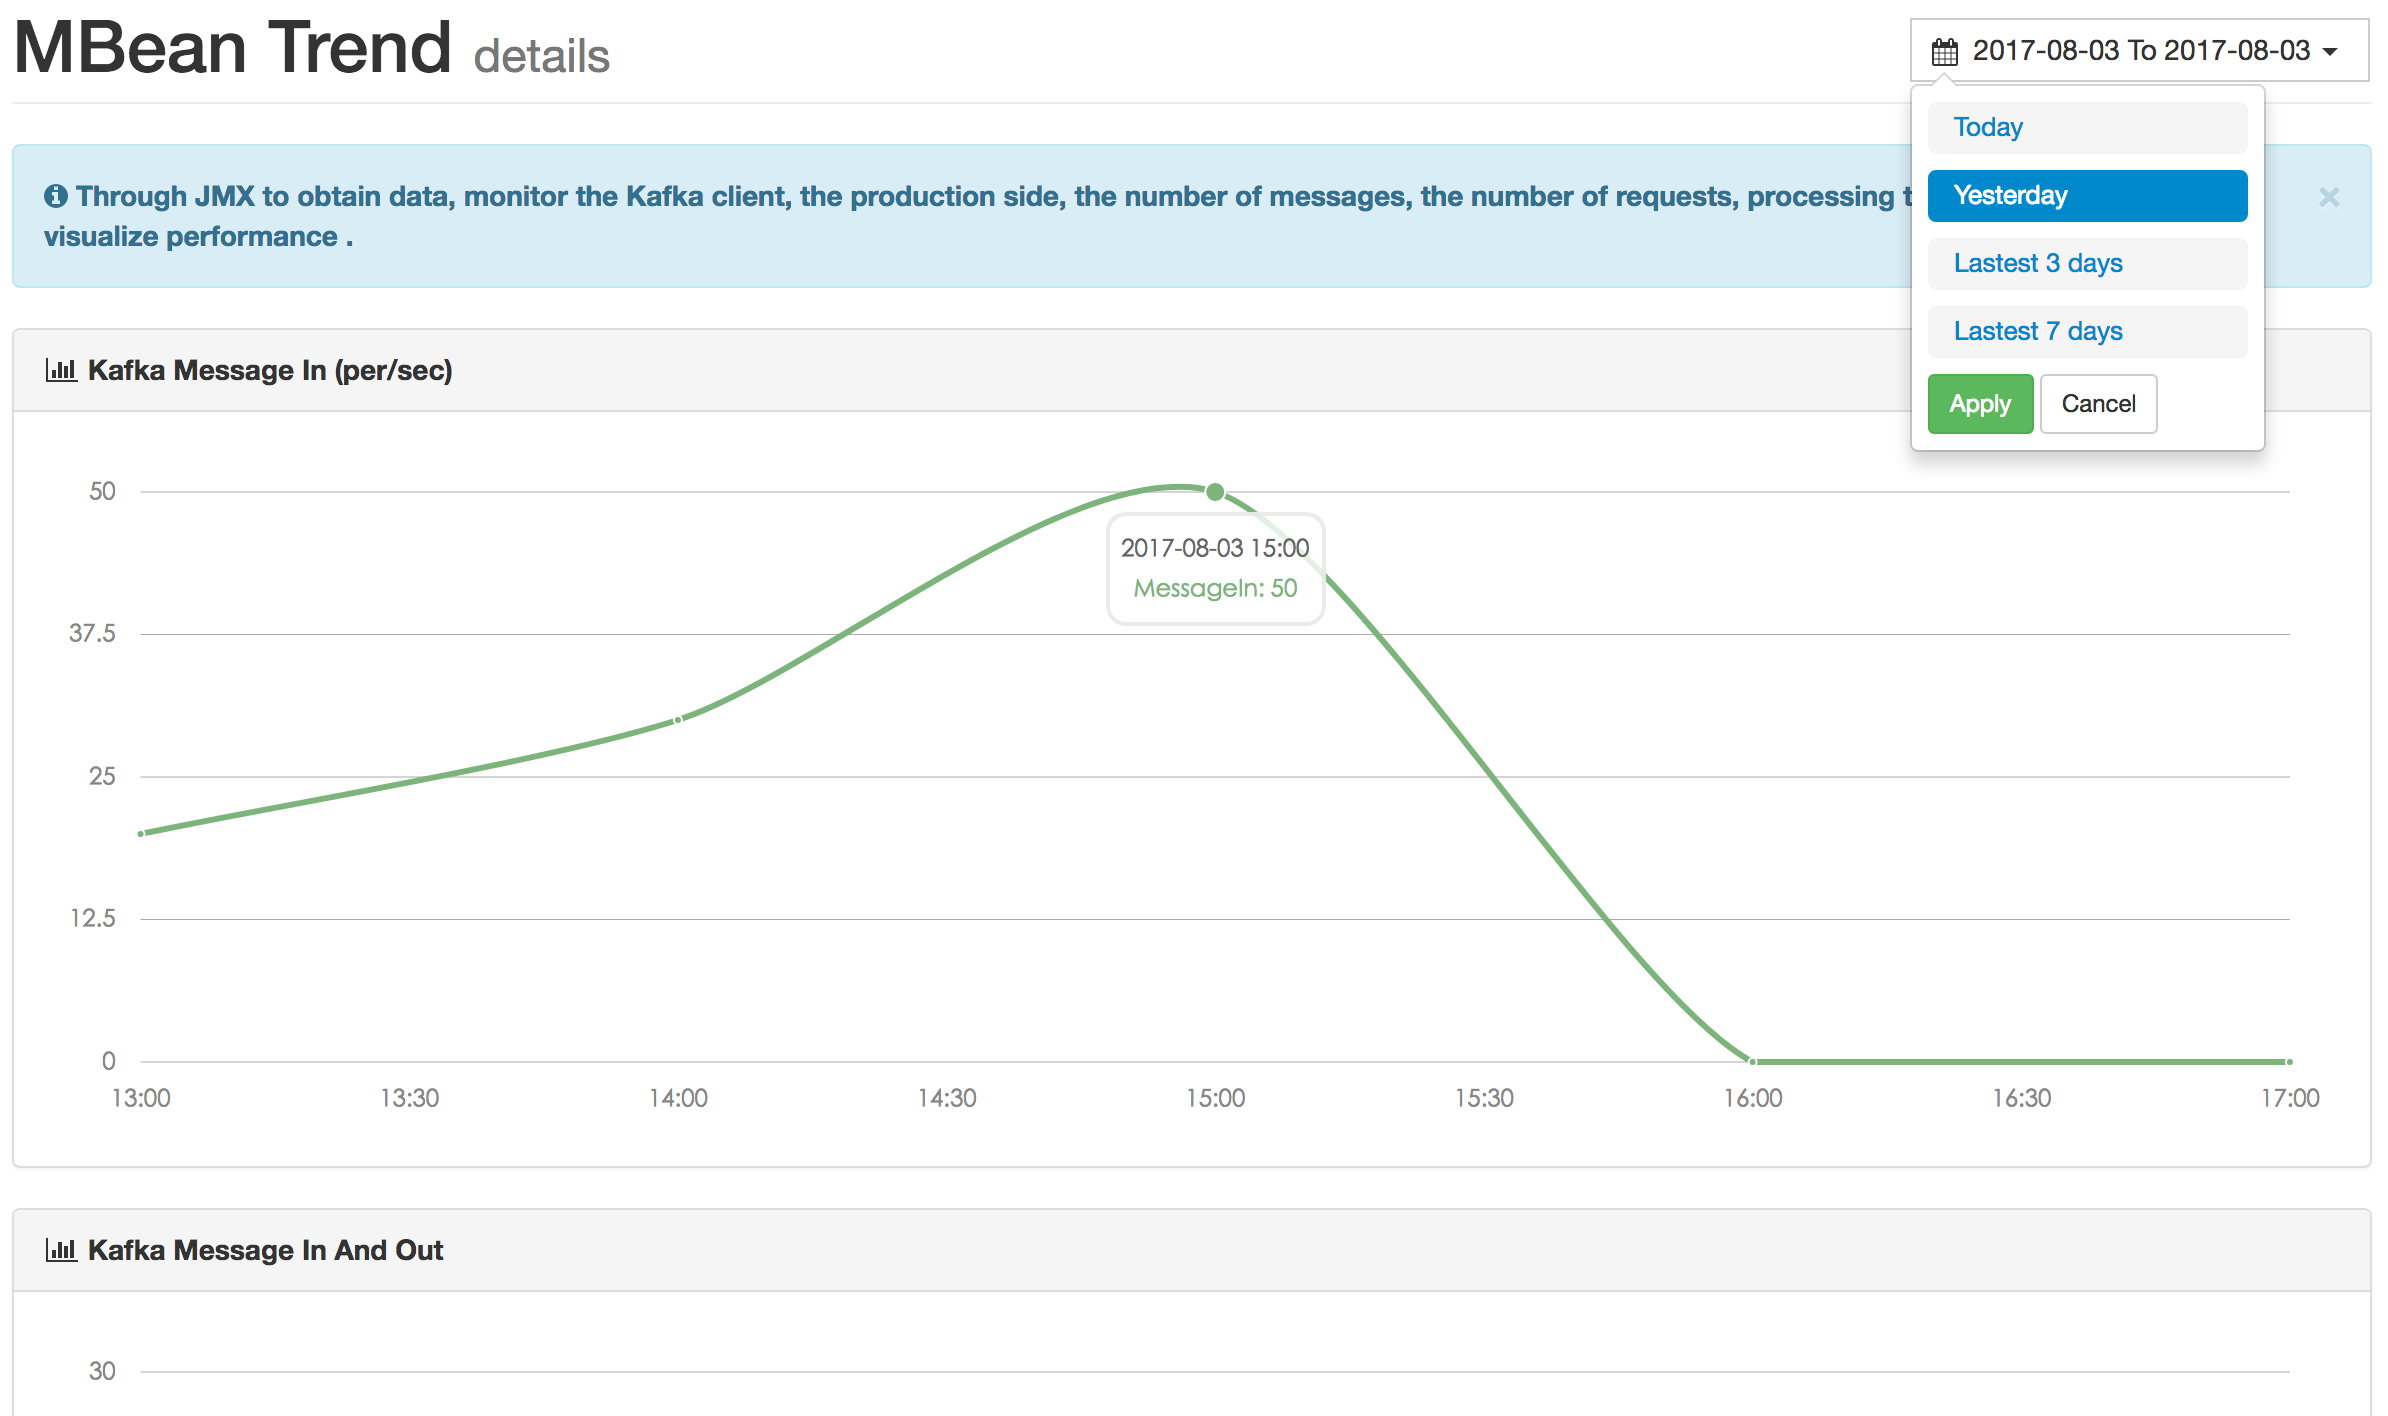 MBean Trend details
2017-08-03 To 2017-08-03
Today
Yesterday
Lastest 3 days
Lastest 7 days
Apply Cancel
Through JMX to obtain data, monitor the Kafka client, the production side, the number of messages, the number of requests, processing
visualize performance .
×
Kafka Message In (per/sec)
50
37.5
25
12.5
0
2017-08-03 15:00
MessageIn: 50
13:00 13:30 14:00 14:30 15:00 15:30 16:00 16:30 17:00
Kafka Message In And Out
30